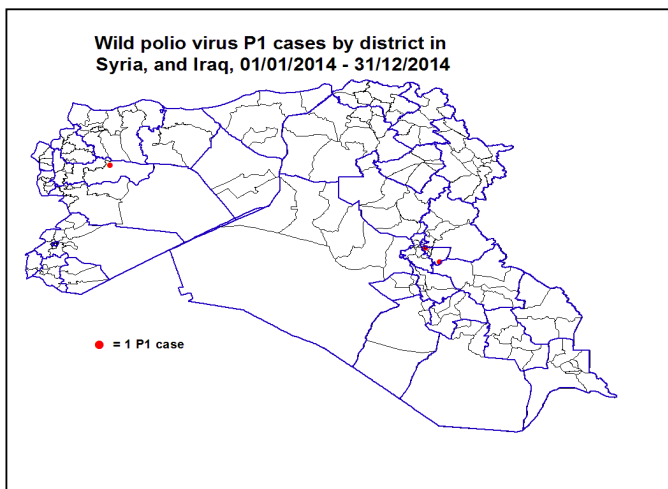 Wild polio virus P1 cases by district in
Syria, and Iraq, 01/01/2014 - 31/12/2014
= 1 P1 case